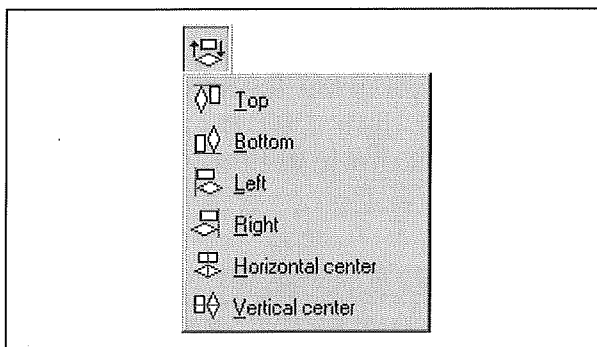 Top
Bottom
Left
Right
Horizontal center
Vertical center